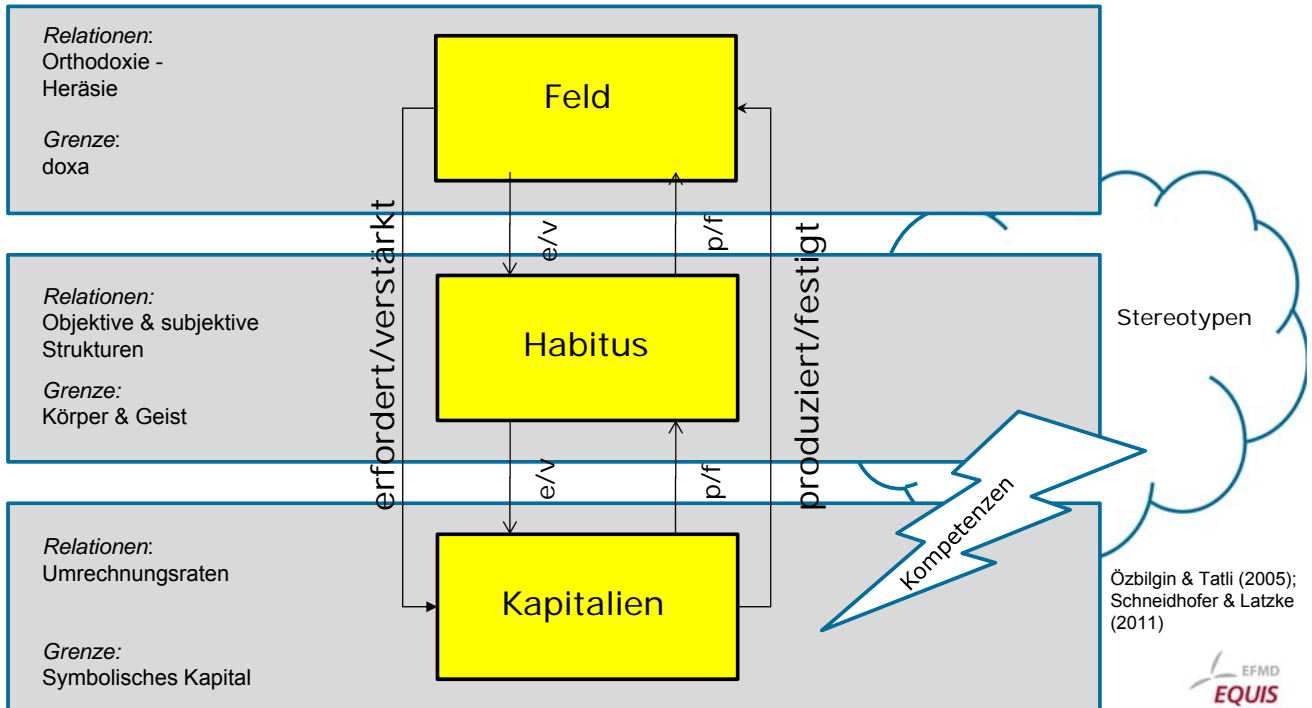 Relationen:
Orthodoxie -
Heräsie
Grenze:
doxa
Feld
erfordert/verstärkt
e/v
p/f
produziert/festigt
Relationen:
Objektive & subjektive
Strukturen
Grenze:
Körper & Geist
Habitus
Stereotypen
e/v
p/f
Relationen:
Umrechnungsraten
Grenze:
Symbolisches Kapital
Kapitalien
Kompetenzen
Özbilgin & Tatli (2005);
Schneidhofer & Latzke
(2011)
EFMD
EQUIS